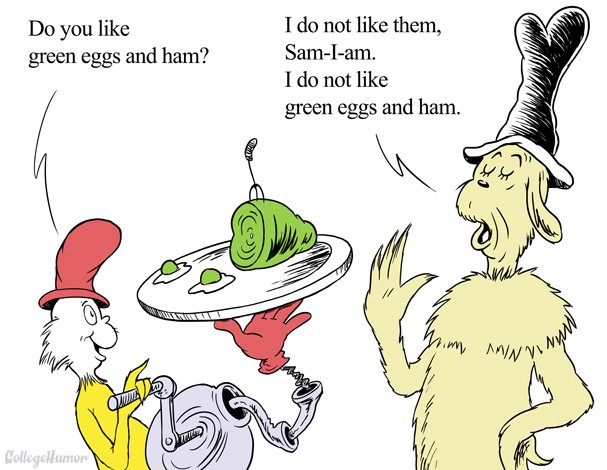 Do you like
green eggs and ham?
I do not like them,
Sam-I-am.
I do not like
green eggs and ham.
CollegeHumor